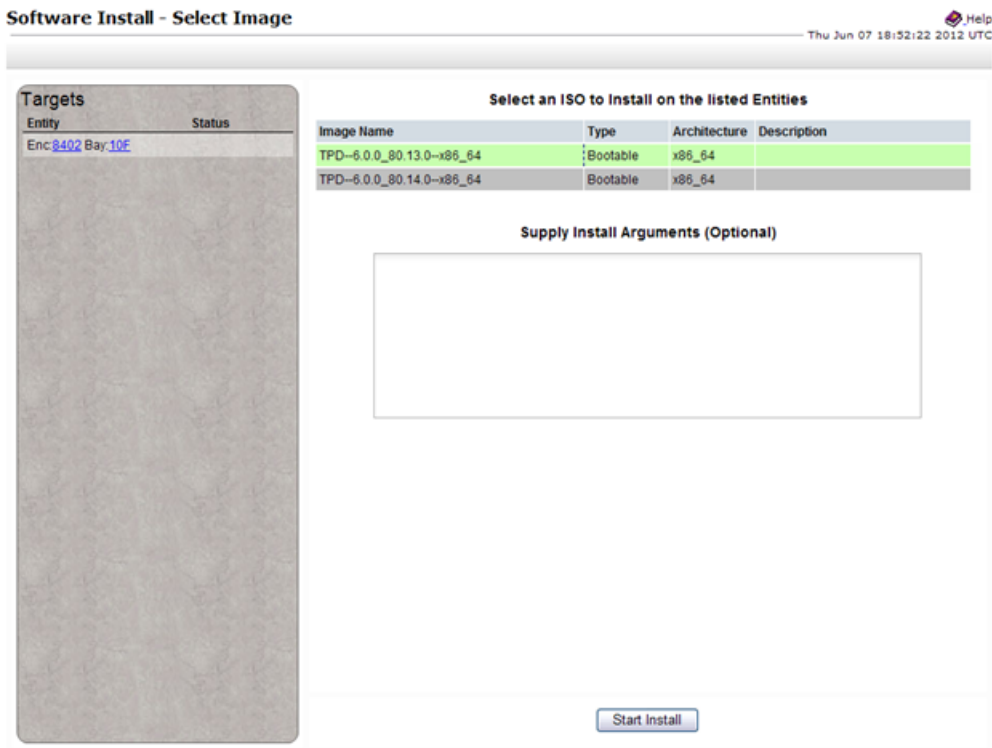 Software Install - Select Image
Help
Thu Jun 07 18:52:22 2012 UTC
Targets
Entity Status
Enc:8402 Bay:10F
Select an ISO to Install on the listed Entities
Image Name Type Architecture Description
TPD--6.0.0_80.13.0--x86_64 Bootable x86_64
TPD--6.0.0_80.14.0--x86_64 Bootable x86_64
Supply Install Arguments (Optional)
Start Install